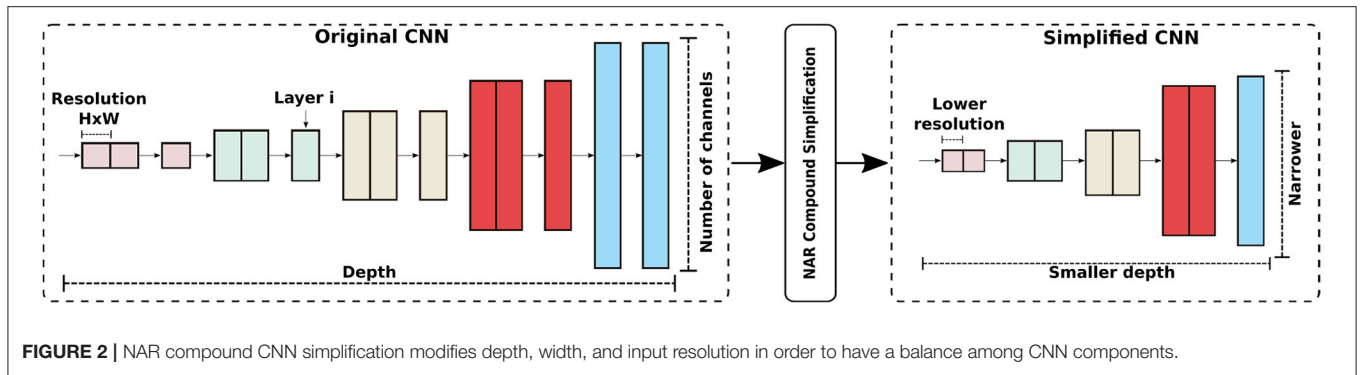 Original CNN
Resolution
HxW
Layer i
Number of channels
Depth
NAR Compound Simplification
Simplified CNN
Lower
resolution
Narrower
Smaller depth
FIGURE 2 | NAR compound CNN simplification modifies depth, width, and input resolution in order to have a balance among CNN components.